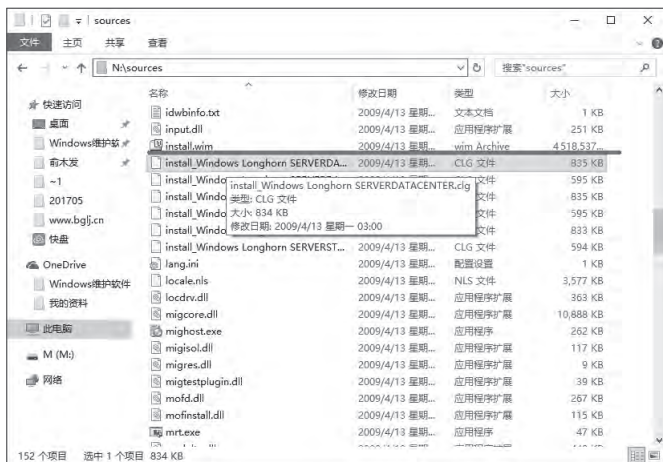 sources
文件 主页 共享 查看
N:\sources 搜索"sources"
名称 修改日期 类型 大小
快速访问
桌面
Windows维护软
俞木发
~1
201705
www.bglj.cn
快盘
OneDrive
Windows维护软件
我的资料
此电脑
M (M:)
网络
idwbinfo.txt 2009/4/13 星期... 文本文档 1 KB
input.dll 2009/4/13 星期... 应用程序扩展 251 KB
install.wim 2009/4/13 星期... wim Archive 4,518,537...
install_Windows Longhorn SERVERDA... 2009/4/13 星期... CLG 文件 835 KB
install_Windo 595 KB
install_Windo 835 KB
install_Windo 595 KB
install_Windo 2009/4/13 星期... CLG 文件 833 KB
install_Windows Longhorn SERVERST... 2009/4/13 星期... CLG 文件 594 KB
install_Windows Longhorn SERVERDATACENTER.clg
类型: CLG 文件
大小: 834 KB
修改日期: 2009/4/13 星期一 03:00
lang.ini 2009/4/13 星期... 配置设置 1 KB
locale.nls 2009/4/13 星期... NLS 文件 3,577 KB
locdrv.dll 2009/4/13 星期... 应用程序扩展 363 KB
migcore.dll 2009/4/13 星期... 应用程序扩展 10,888 KB
mighost.exe 2009/4/13 星期... 应用程序 262 KB
migisol.dll 2009/4/13 星期... 应用程序扩展 117 KB
migres.dll 2009/4/13 星期... 应用程序扩展 9 KB
migtestplugin.dll 2009/4/13 星期... 应用程序扩展 39 KB
mofd.dll 2009/4/13 星期... 应用程序扩展 267 KB
mofinstall.dll 2009/4/13 星期... 应用程序扩展 115 KB
mrt.exe 2009/4/13 星期... 应用程序 47 KB
152 个项目 选中 1 个项目 834 KB